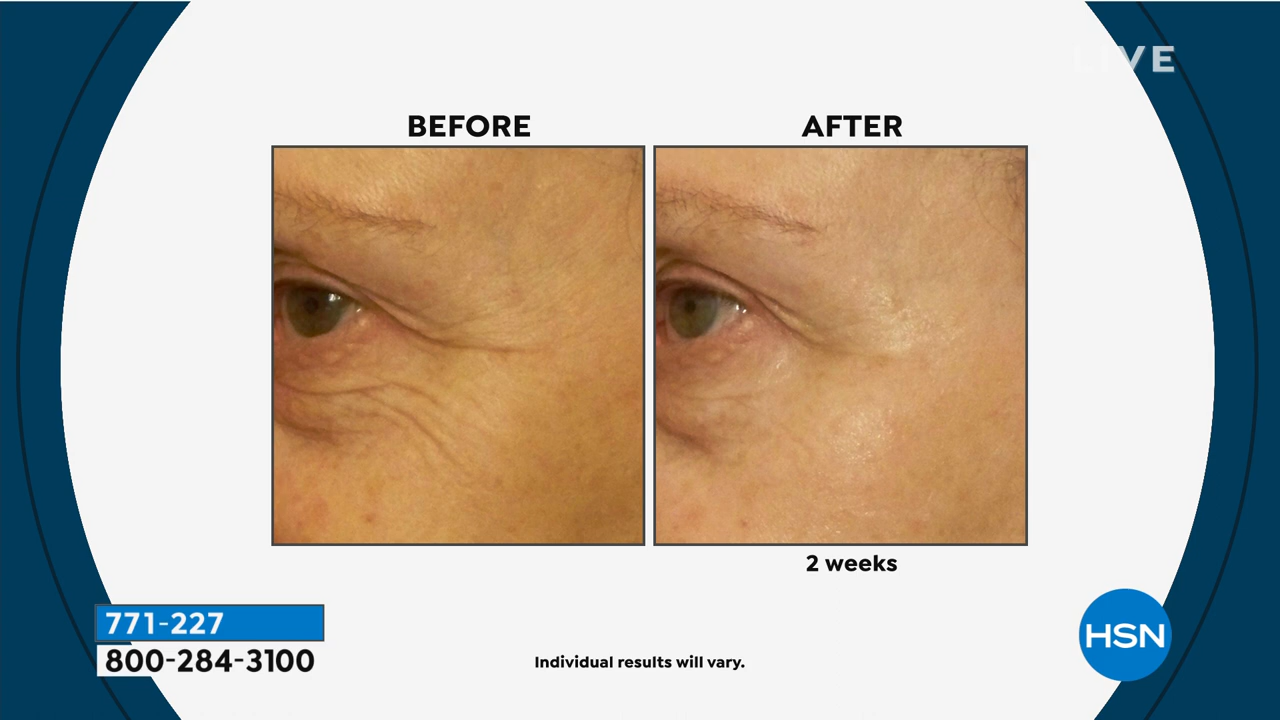 LIVE
BEFORE
AFTER
2 weeks
771-227
800-284-3100
Individual results will vary.
HSN